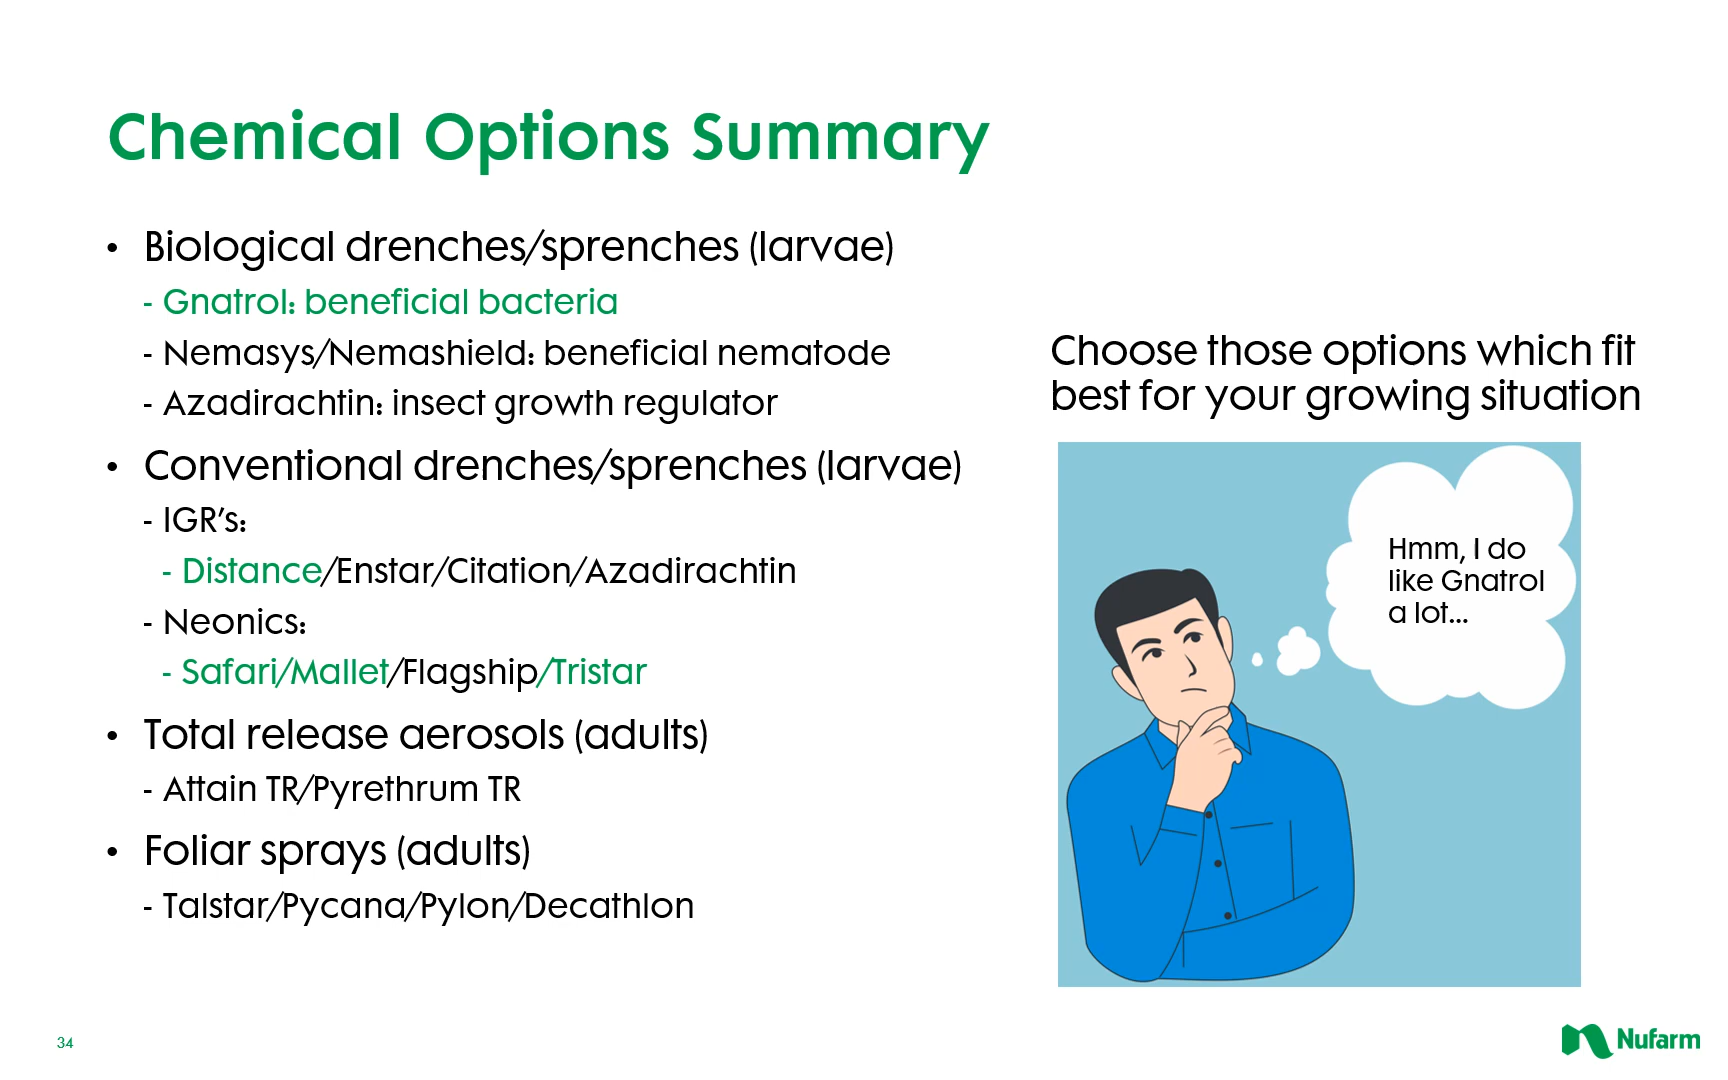 Chemical Options Summary
• Biological drenches/sprenches (larvae)
- Gnatrol: beneficial bacteria
- Nemasys/Nemashield: beneficial nematode
- Azadirachtin: insect growth regulator
• Conventional drenches/sprenches (larvae)
- IGR's:
- Distance/Enstar/Citation/Azadirachtin
- Neonics:
- Safari/Mallet/Flagship/Tristar
• Total release aerosols (adults)
- Attain TR/Pyrethrum TR
• Foliar sprays (adults)
- Talstar/Pycana/Pylon/Decathlon
Choose those options which fit
best for your growing situation
Hmm, I do
like Gnatrol
a lot...
34
Nufarm